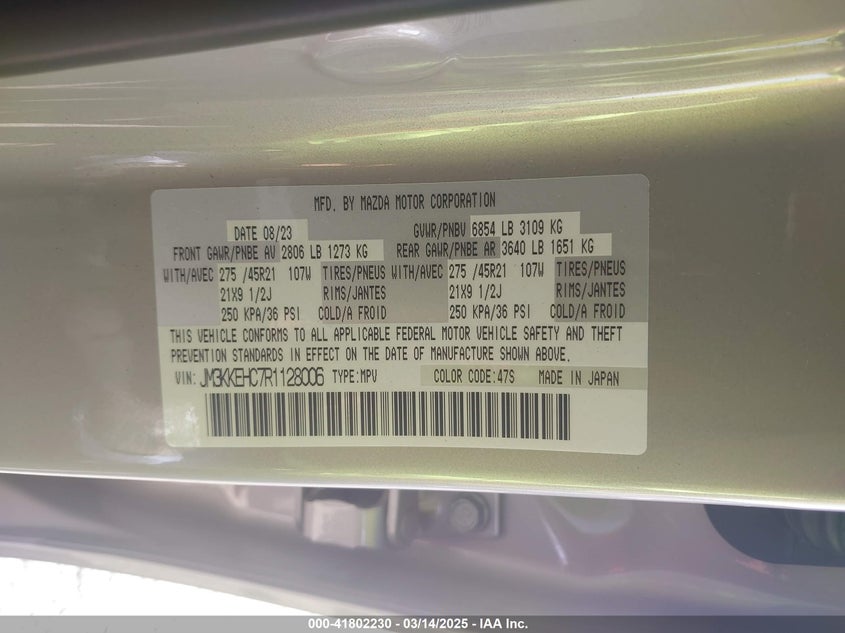 MFD. BY MAZDA MOTOR CORPORATION
DATE 08/23 GVWR/PNBV 6854 LB 3109 KG
FRONT GAWR/PNBE AV 2806 LB 1273 KG REAR GAWR/PNBE AR 3640 LB 1651 KG
WITH/AVEC 275 /45R21 107W TIRES/PNEUS WITH/AVEC 275 /45R21 107W TIRES/PNEUS
21X9 1/2J RIMS/JANTES 21X9 1/2J RIMS/JANTES
250 KPA/36 PSI COLD/A FROID 250 KPA/36 PSI COLD/A FROID
THIS VEHICLE CONFORMS TO ALL APPLICABLE FEDERAL MOTOR VEHICLE SAFETY AND THEFT
PREVENTION STANDARDS IN EFFECT ON THE DATE OF MANUFACTURE SHOWN ABOVE.
VIN: JM3KKEHC7R1128006 TYPE:MPV COLOR CODE:47S MADE IN JAPAN
000-41802230 - 03/14/2025 - IAA Inc.